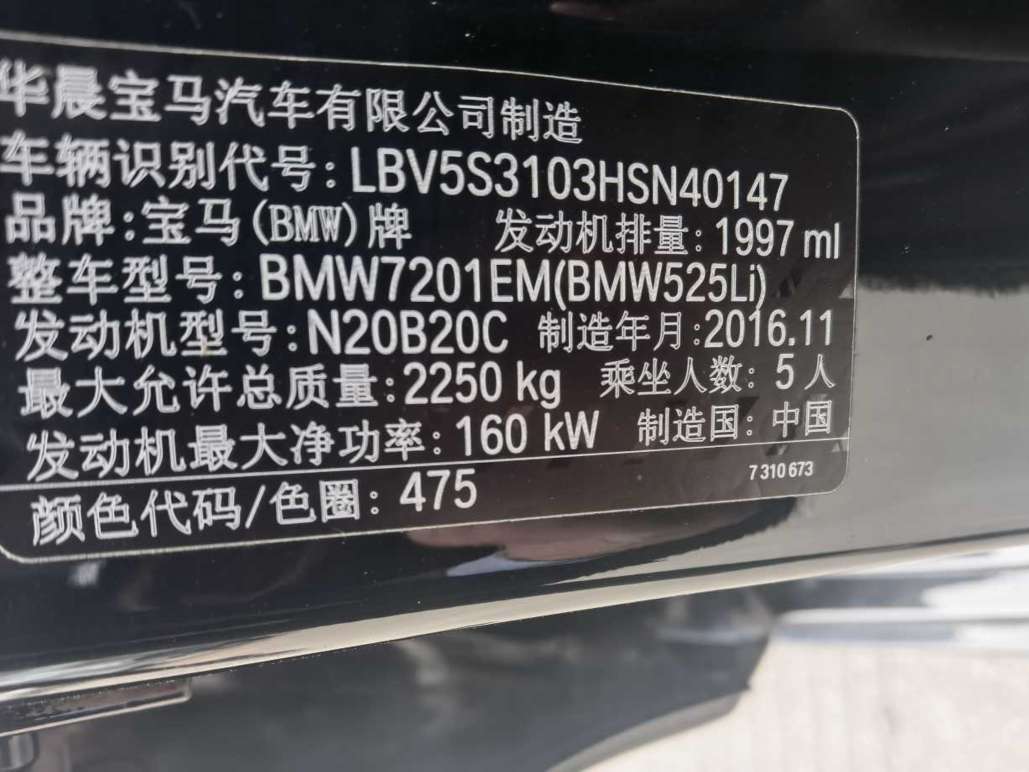 华晨宝马汽车有限公司制造
车辆识别代号:LBV5S3103HSN40147
品牌:宝马(BMW)牌 发动机排量:1997 ml
整车型号:BMW7201EM(BMW525Li)
发动机型号:N20B20C 制造年月:2016.11
最大允许总质量:2250 kg 乘坐人数:5人
发动机最大净功率:160 kW 制造国:中国
7 310 673
颜色代码/色圈:475